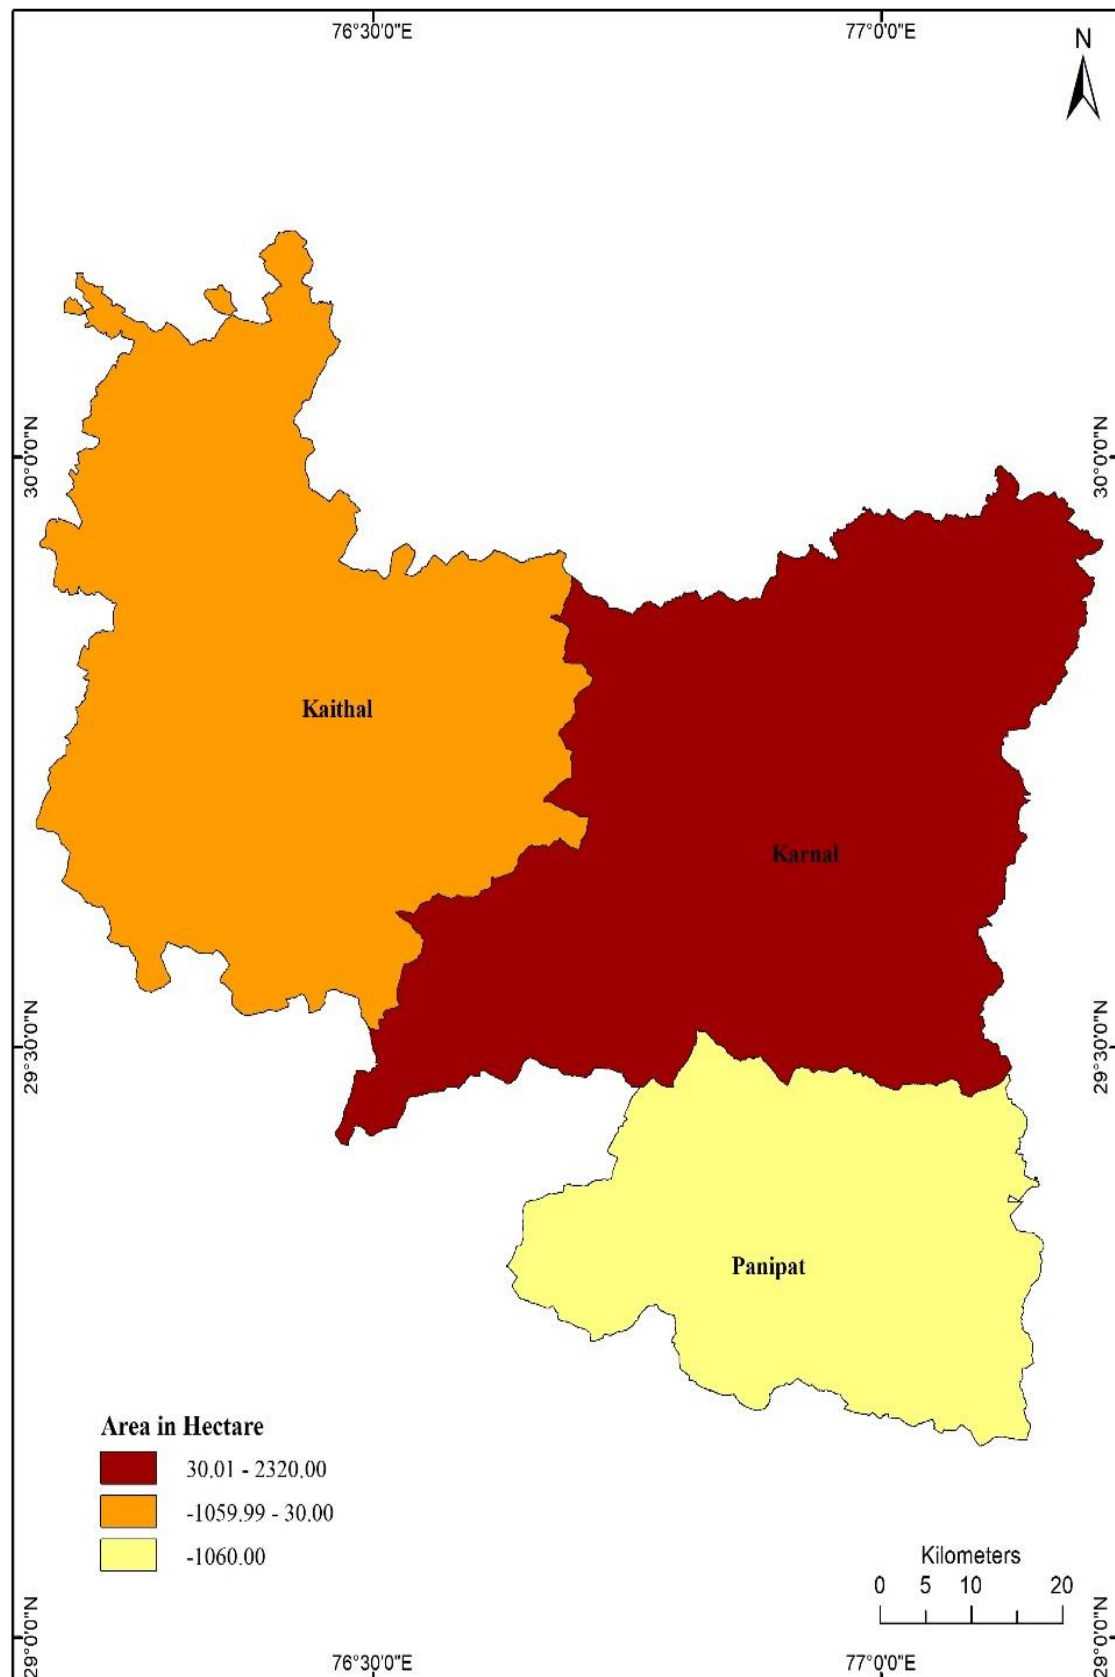 76°30'0"E 77°0'0"E
N
30°0'0"N 30°0'0"N
Kaithal
Karnal
29°30'0"N 29°30'0"N
Panipat
Area in Hectare
30.01 - 2320.00
-1059.99 - 30.00
-1060.00
Kilometers
0 5 10 20
29°0'0"N 29°0'0"N
76°30'0"E 77°0'0"E